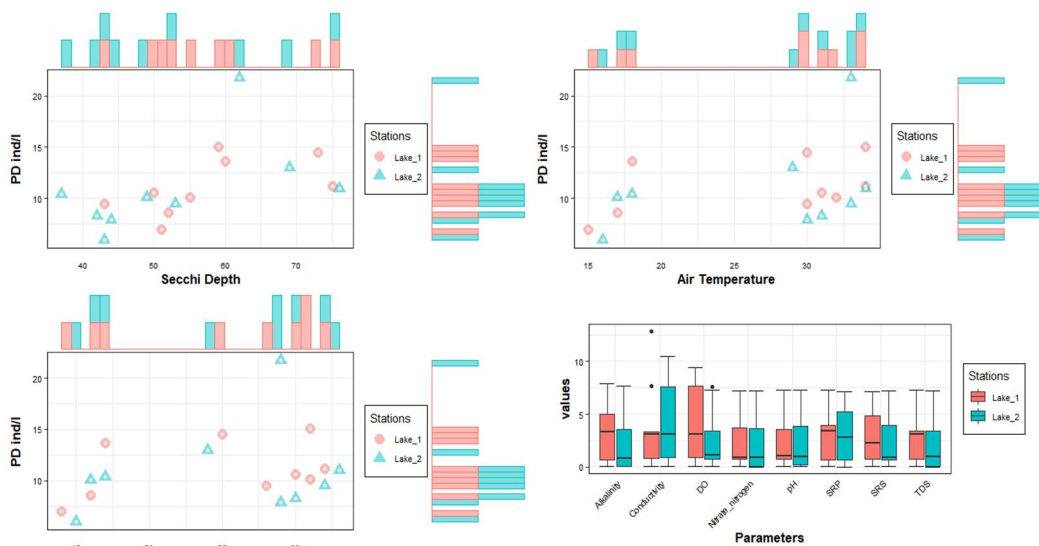 PD ind/l
20
15
10
40
50
60
70
Secchi Depth
Stations
Lake_1
Lake_2
PD ind/l
20
15
10
15
20
25
30
Air Temperature
Stations
Lake_1
Lake_2
PD ind/l
20
15
10
Stations
Lake_1
Lake_2
values
10
5
0
Alkalinity
Conductivity
DO
Nitrate_nitrogen
pH
SRP
SRS
TDS
Parameters
Stations
Lake_1
Lake_2